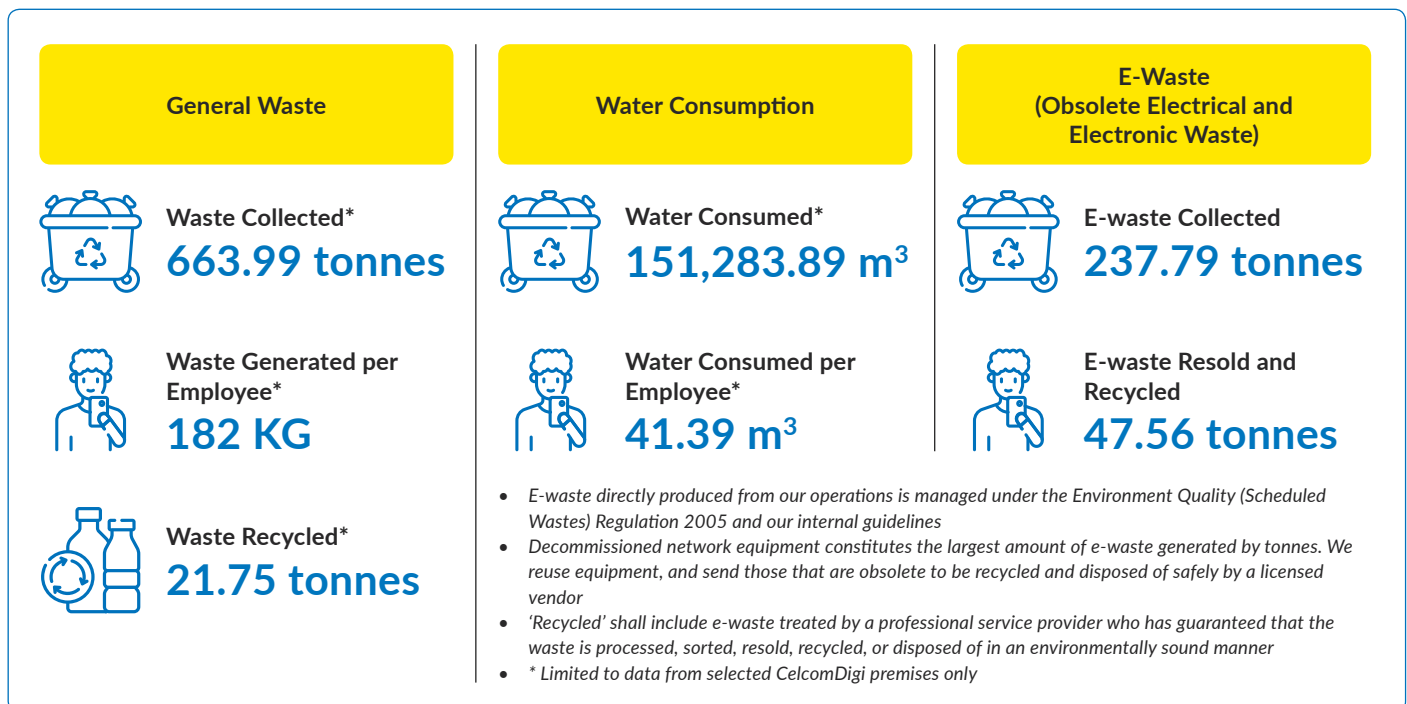 General Waste
Waste Collected*
663.99 tonnes
Waste Generated per
Employee*
182 KG
Waste Recycled*
21.75 tonnes
Water Consumption
Water Consumed*
151,283.89 m³
Water Consumed per
Employee*
41.39 m³
E-Waste
(Obsolete Electrical and
Electronic Waste)
E-waste Collected
237.79 tonnes
E-waste Resold and
Recycled
47.56 tonnes
• E-waste directly produced from our operations is managed under the Environment Quality (Scheduled
Wastes) Regulation 2005 and our internal guidelines
• Decommissioned network equipment constitutes the largest amount of e-waste generated by tonnes. We
reuse equipment, and send those that are obsolete to be recycled and disposed of safely by a licensed
vendor
• ‘Recycled’ shall include e-waste treated by a professional service provider who has guaranteed that the
waste is processed, sorted, resold, recycled, or disposed of in an environmentally sound manner
• * Limited to data from selected CelcomDigi premises only